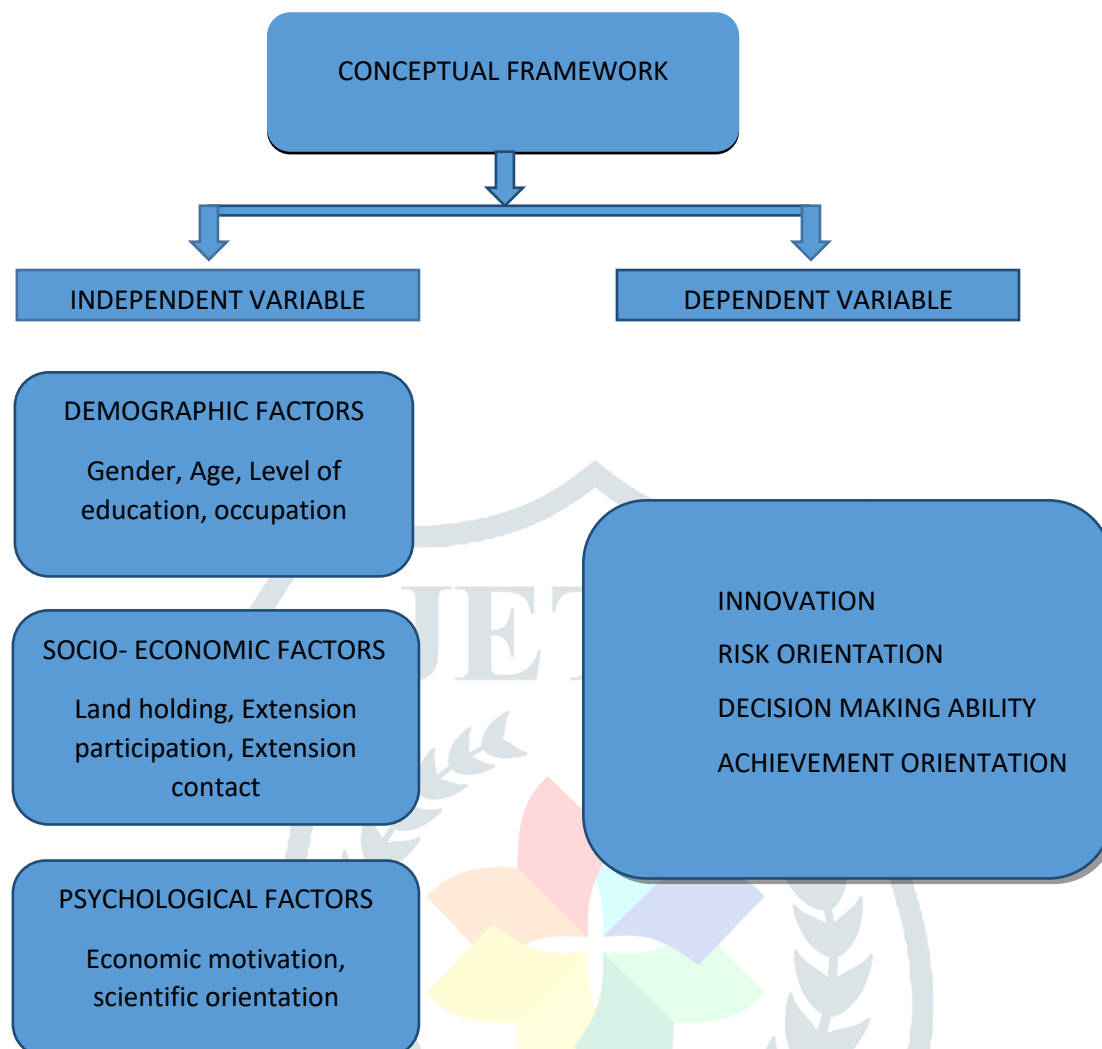 CONCEPTUAL FRAMEWORK
INDEPENDENT VARIABLE
DEPENDENT VARIABLE
DEMOGRAPHIC FACTORS
Gender, Age, Level of
education, occupation
SOCIO- ECONOMIC FACTORS
Land holding, Extension
participation, Extension
contact
PSYCHOLOGICAL FACTORS
Economic motivation,
scientific orientation
INNOVATION
RISK ORIENTATION
DECISION MAKING ABILITY
ACHIEVEMENT ORIENTATION